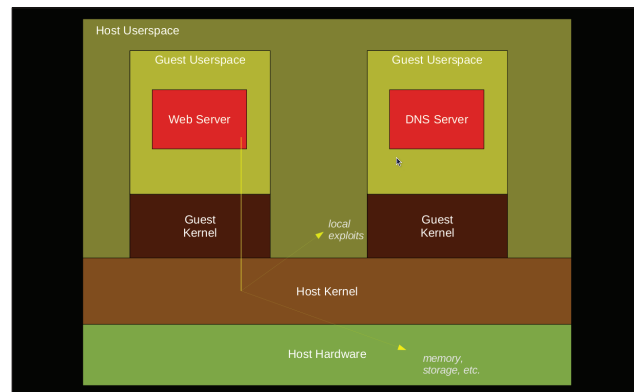 Host Userspace
Guest Userspace
Guest Userspace
Web Server
DNS Server
Guest
Kernel
local
exploits
Guest
Kernel
Host Kernel
Host Hardware
memory,
storage, etc.